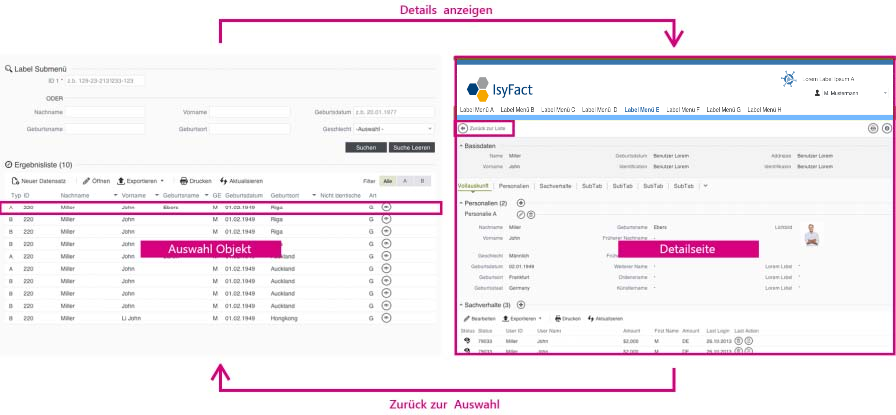 Details anzeigen
Label Submenü
ID 1 * z.b. 129-23-2131233-123
ODER
Nachname Vorname Geburtsdatum z.b. 20.01.1977
Geburtsname Geburtsort Geschlecht -Auswahl -
Suchen Suche Leeren
Ergebnisliste (10)
Neuer Datensatz Öffnen Exportieren Drucken Aktualisieren Filter Alle A B
Typ ID Nachname Vorname Geburtsname GE Geburtsdatum Geburtsort Nicht identische Art
A 220 Miller John Ebers M 01.02.1949 Riga G
B 220 Miller John M 01.02.1949 Riga G
B 220 Miller John M 01.02.1949 Riga G
B 220 Miller John M 01.02.1949 Riga G
A 220 Miller John M 01.02.1949 Auckland G
B 220 Miller John M 01.02.1949 Auckland G
B 220 Miller John M 01.02.1949 Auckland G
B 220 Miller John M 01.02.1949 Auckland G
B 220 Miller John M 01.02.1949 Auckland G
B 220 Miller Li John M 01.02.1949 Hongkong G
Auswahl Objekt
IsyFact
M. Mustermann
Label Menü A Label Menü B Label Menü C Label Menü D Label Menü E Label Menü F Label Menü G Label Menü H
Zurück zur Liste
Basisdaten
Name Miller Geburtsdatum Benutzer Lorem Addresse Benutzer Lorem
Vorname John Identification Benutzer Lorem Identifikation Benutzer Lorem
Vollauskunft Personalien Sachverhalte SubTab SubTab SubTab SubTab
Personalien (2)
Personalie A
Nachname Miller Geburtsname Ebers Lichtbild
Vorname John Früherer Nachname -
Detailseite
Geschlecht Männlich
Geburtsdatum 02.01.1949 Weiterer Name - Lorem Label -
Geburtsort Frankfurt Ordensname - Lorem Label -
Geburtsstaat Germany Künstlername - Lorem Label -
Sachverhalte (3)
Bearbeiten Exportieren Drucken Aktualisieren
Status Status User ID User Name Amount First Name Amount Last Login Last Action
79033 Miller John $2,000 M DE 26.10.2013
79033 Miller John $2,000 M DE 26.10.2013
Zurück zur Auswahl